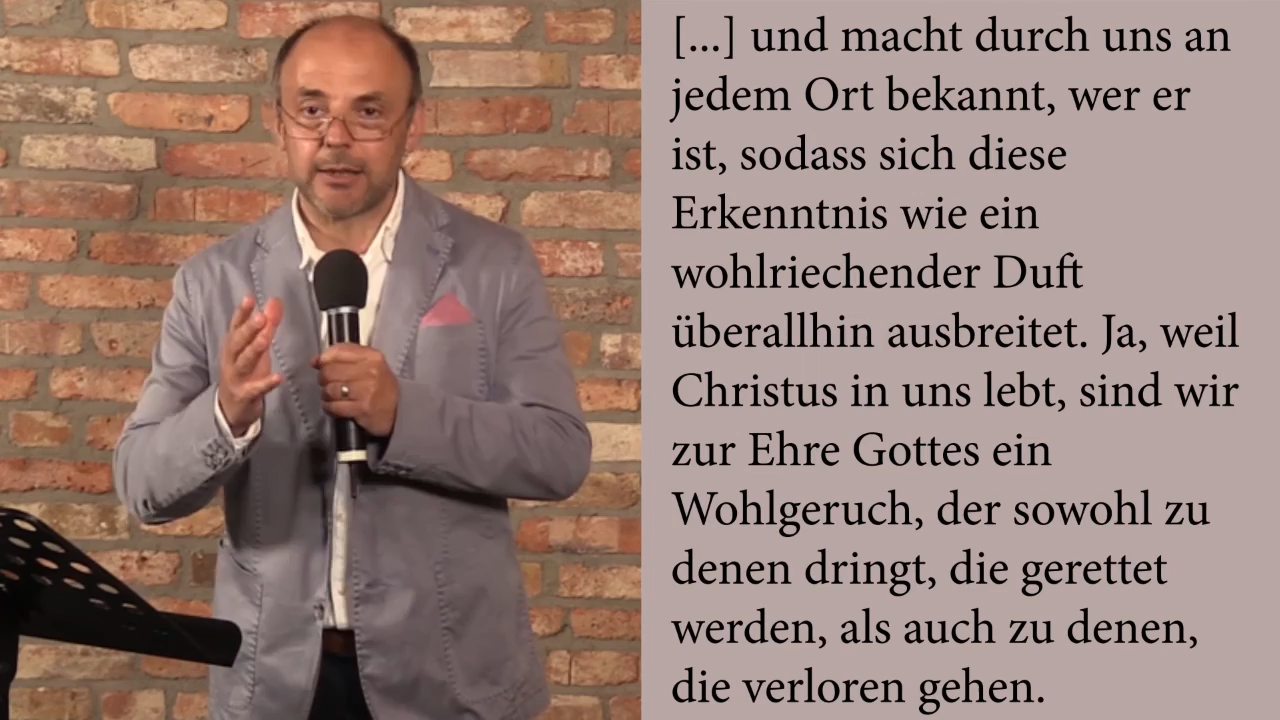 [...] und macht durch uns an
jedem Ort bekannt, wer er
ist, sodass sich diese
Erkenntnis wie ein
wohlriechender Duft
überallhin ausbreitet. Ja, weil
Christus in uns lebt, sind wir
zur Ehre Gottes ein
Wohlgeruch, der sowohl zu
denen dringt, die gerettet
werden, als auch zu denen,
die verloren gehen.